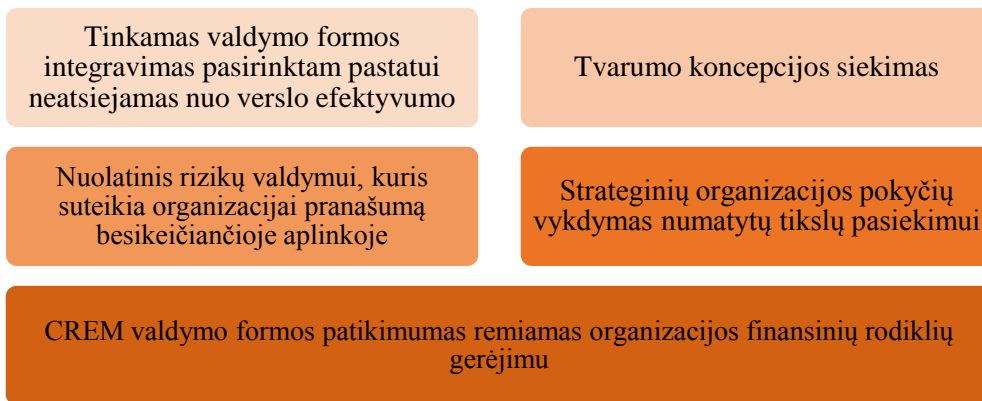 Tinkamas valdymo formos
integravimas pasirinktam pastatui
neatsiejamas nuo verslo efektyvumo
Tvarumo koncepcijos siekimas
Nuolatinis rizikų valdymui, kuris
suteikia organizacijai pranašumą
besikeičiančioje aplinkoje
Strateginių organizacijos pokyčių
vykdymas numatytų tikslų pasiekimui
CREM valdymo formos patikimumas remiamas organizacijos finansinių rodiklių
gerėjimu